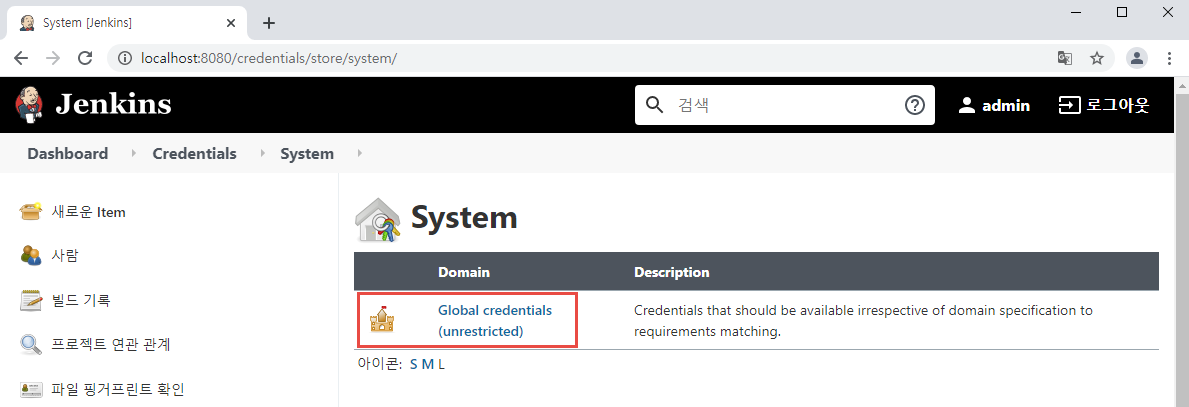 System [Jenkins]
localhost:8080/credentials/store/system/
Jenkins
검색
admin
로그아웃
Dashboard
Credentials
System
새로운 Item
사람
빌드 기록
프로젝트 연관 관계
파일 핑거프린트 확인
System
Domain
Description
Global credentials
(unrestricted)
Credentials that should be available irrespective of domain specification to
requirements matching.
아이콘: S M L